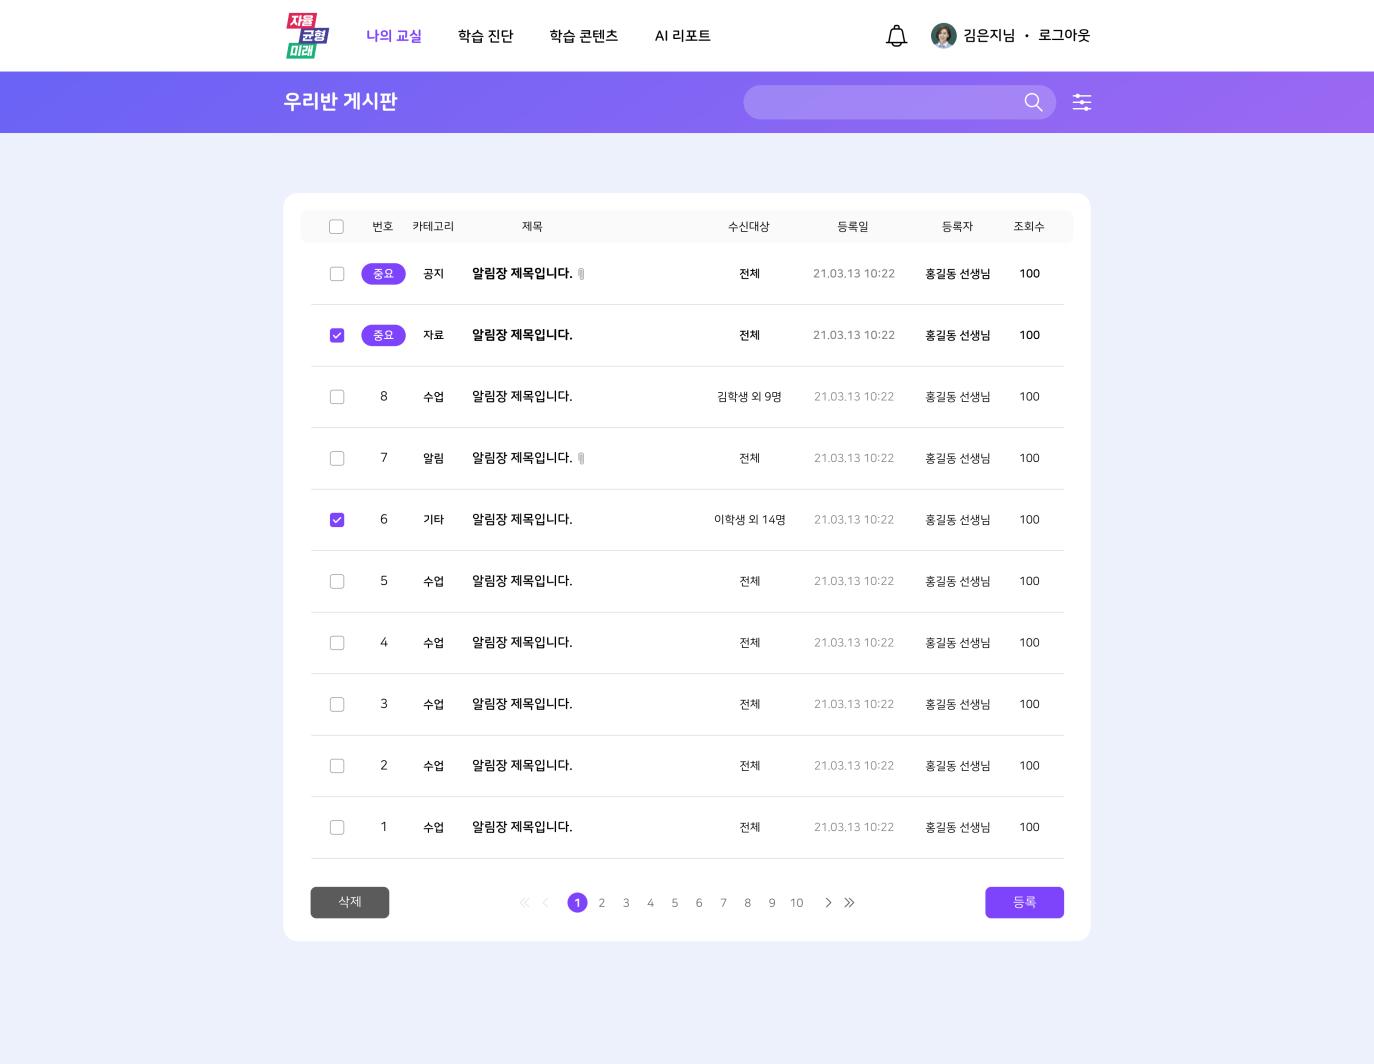 자율
균형
미래
나의 교실 학습 진단 학습 콘텐츠 AI 리포트 김은지님 · 로그아웃
우리반 게시판
번호 카테고리 제목 수신대상 등록일 등록자 조회수
중요 공지 알림장 제목입니다. 전체 21.03.13 10:22 홍길동 선생님 100
중요 자료 알림장 제목입니다. 전체 21.03.13 10:22 홍길동 선생님 100
8 수업 알림장 제목입니다. 김학생 외 9명 21.03.13 10:22 홍길동 선생님 100
7 알림 알림장 제목입니다. 전체 21.03.13 10:22 홍길동 선생님 100
6 기타 알림장 제목입니다. 이학생 외 14명 21.03.13 10:22 홍길동 선생님 100
5 수업 알림장 제목입니다. 전체 21.03.13 10:22 홍길동 선생님 100
4 수업 알림장 제목입니다. 전체 21.03.13 10:22 홍길동 선생님 100
3 수업 알림장 제목입니다. 전체 21.03.13 10:22 홍길동 선생님 100
2 수업 알림장 제목입니다. 전체 21.03.13 10:22 홍길동 선생님 100
1 수업 알림장 제목입니다. 전체 21.03.13 10:22 홍길동 선생님 100
삭제 1 2 3 4 5 6 7 8 9 10 등록